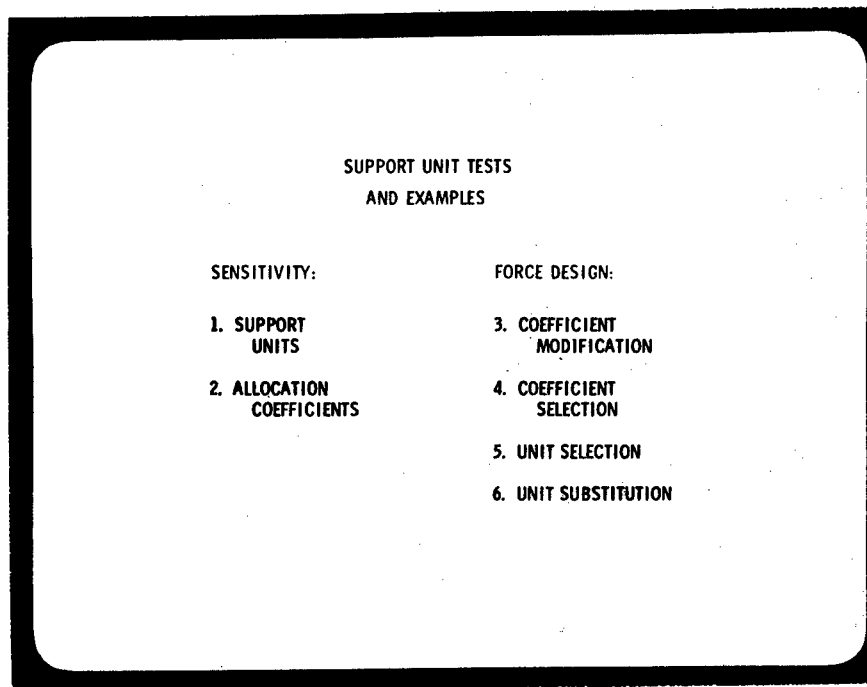 SUPPORT UNIT TESTS
AND EXAMPLES
SENSITIVITY:
1. SUPPORT
UNITS
2. ALLOCATION
COEFFICIENTS
FORCE DESIGN:
3. COEFFICIENT
MODIFICATION
4. COEFFICIENT
SELECTION
5. UNIT SELECTION
6. UNIT SUBSTITUTION